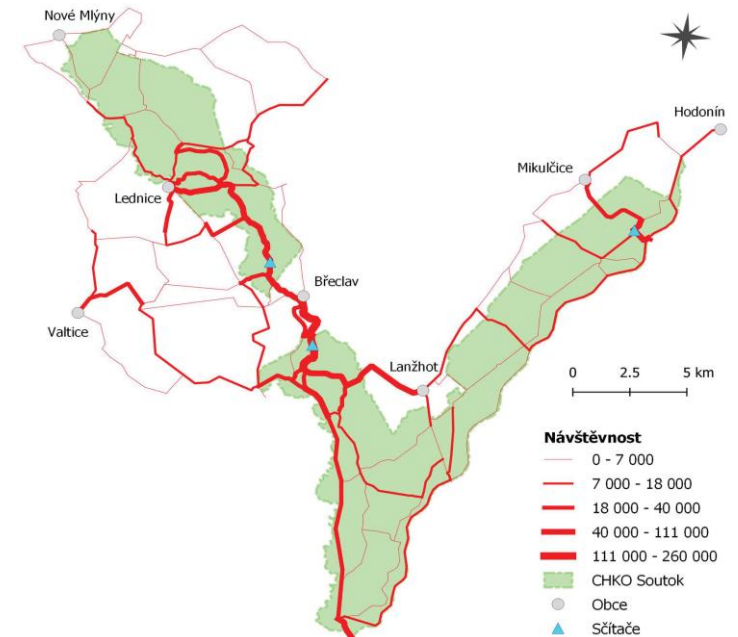 Nové Mlýny
Hodonín
Mikulčice
Lednice
Břeclav
Valtice
Lanžhot
0 2.5 5 km
Návštěvnost
0 - 7 000
7 000 - 18 000
18 000 - 40 000
40 000 - 111 000
111 000 - 260 000
CHKO Soutok
Obce
Sčítače